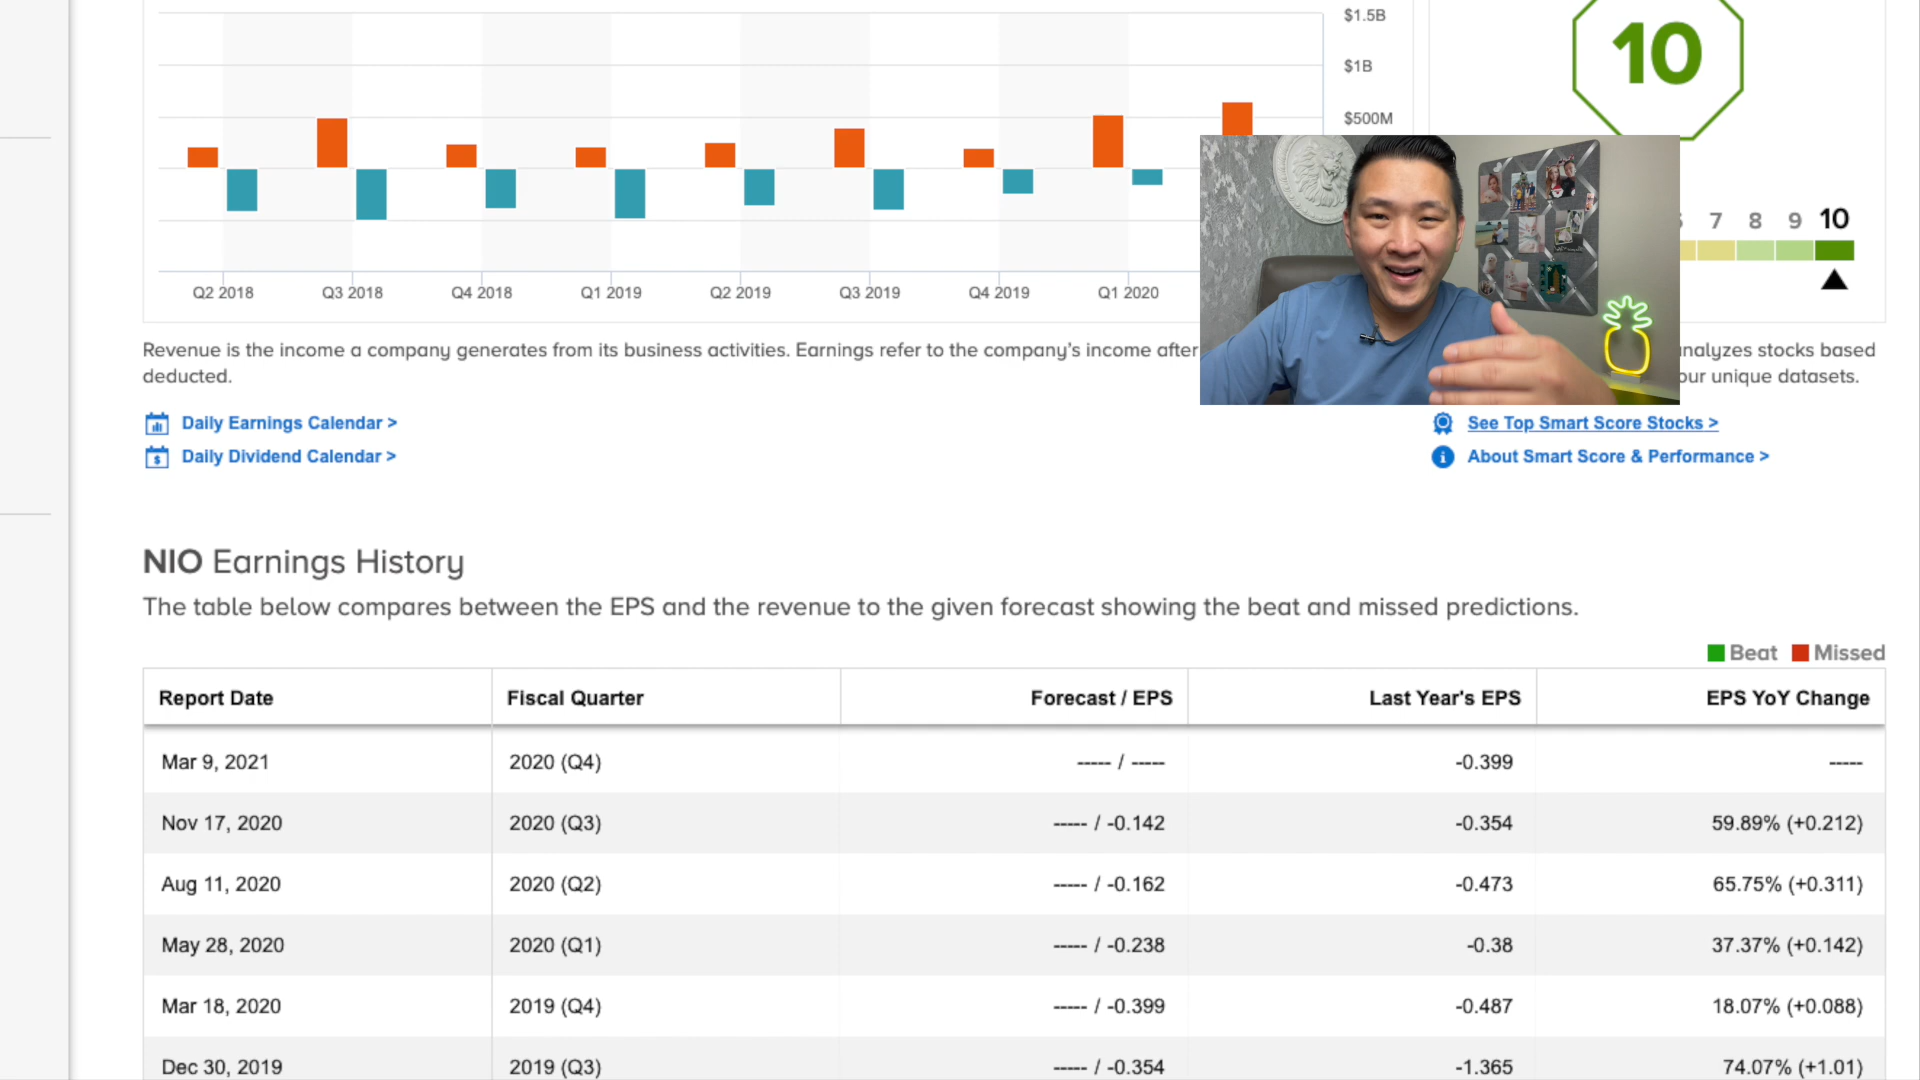 $1.5B
$1B
$500M
10
7 8 9 10
Q2 2018 Q3 2018 Q4 2018 Q1 2019 Q2 2019 Q3 2019 Q4 2019 Q1 2020
Revenue is the income a company generates from its business activities. Earnings refer to the company's income after
deducted.
stocks based
our unique datasets.
Daily Earnings Calendar >
Daily Dividend Calendar >
See Top Smart Score Stocks >
About Smart Score & Performance >
NIO Earnings History
The table below compares between the EPS and the revenue to the given forecast showing the beat and missed predictions.
Beat Missed
Report Date Fiscal Quarter Forecast / EPS Last Year's EPS EPS YoY Change
Mar 9, 2021 2020 (Q4) ----- / ----- -0.399 -----
Nov 17, 2020 2020 (Q3) ----- / -0.142 -0.354 59.89% (+0.212)
Aug 11, 2020 2020 (Q2) ----- / -0.162 -0.473 65.75% (+0.311)
May 28, 2020 2020 (Q1) ----- / -0.238 -0.38 37.37% (+0.142)
Mar 18, 2020 2019 (Q4) ----- / -0.399 -0.487 18.07% (+0.088)
Dec 30, 2019 2019 (Q3) ----- / -0.354 -1.365 74.07% (+1.01)